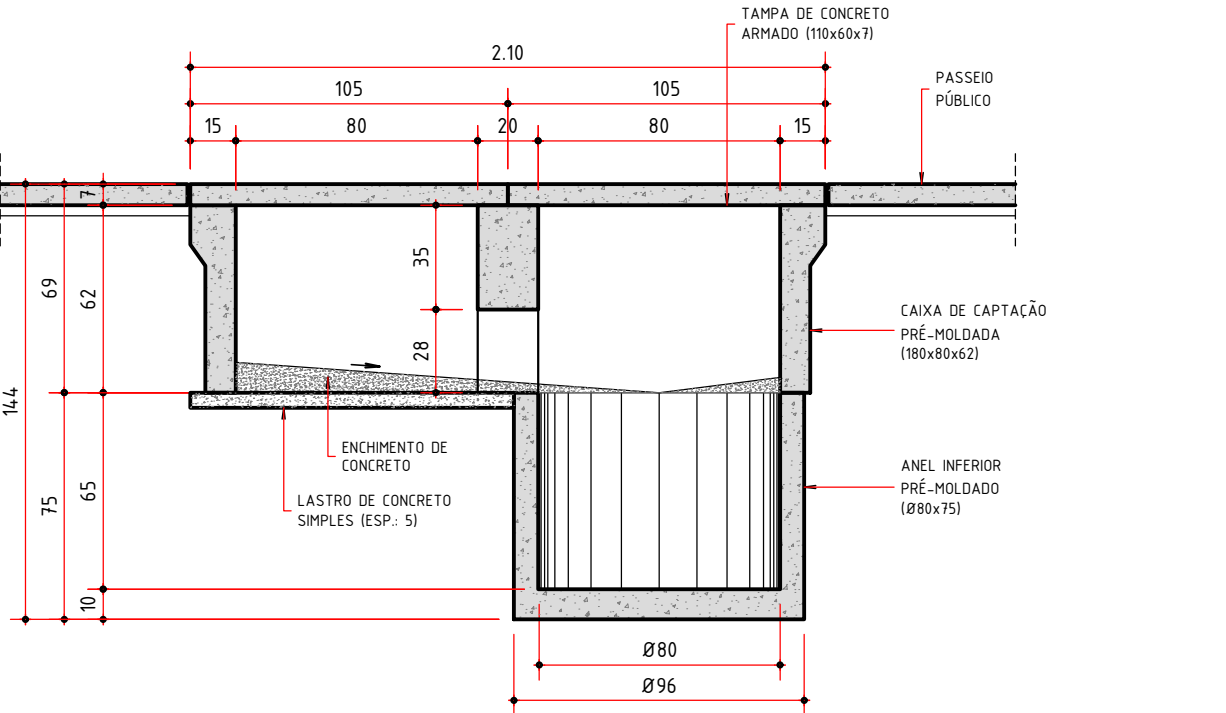 TAMPA DE CONCRETO
ARMADO (110x60x7)
2.10
PASSEIO
PÚBLICO
105
105
15
80
20
80
15
7
35
69
62
28
CAIXA DE CAPTAÇÃO
PRÉ-MOLDADA
(180x80x62)
144
ENCHIMENTO DE
CONCRETO
ANEL INFERIOR
PRÉ-MOLDADO
(Ø80x75)
75
65
LASTRO DE CONCRETO
SIMPLES (ESP.: 5)
10
Ø80
Ø96